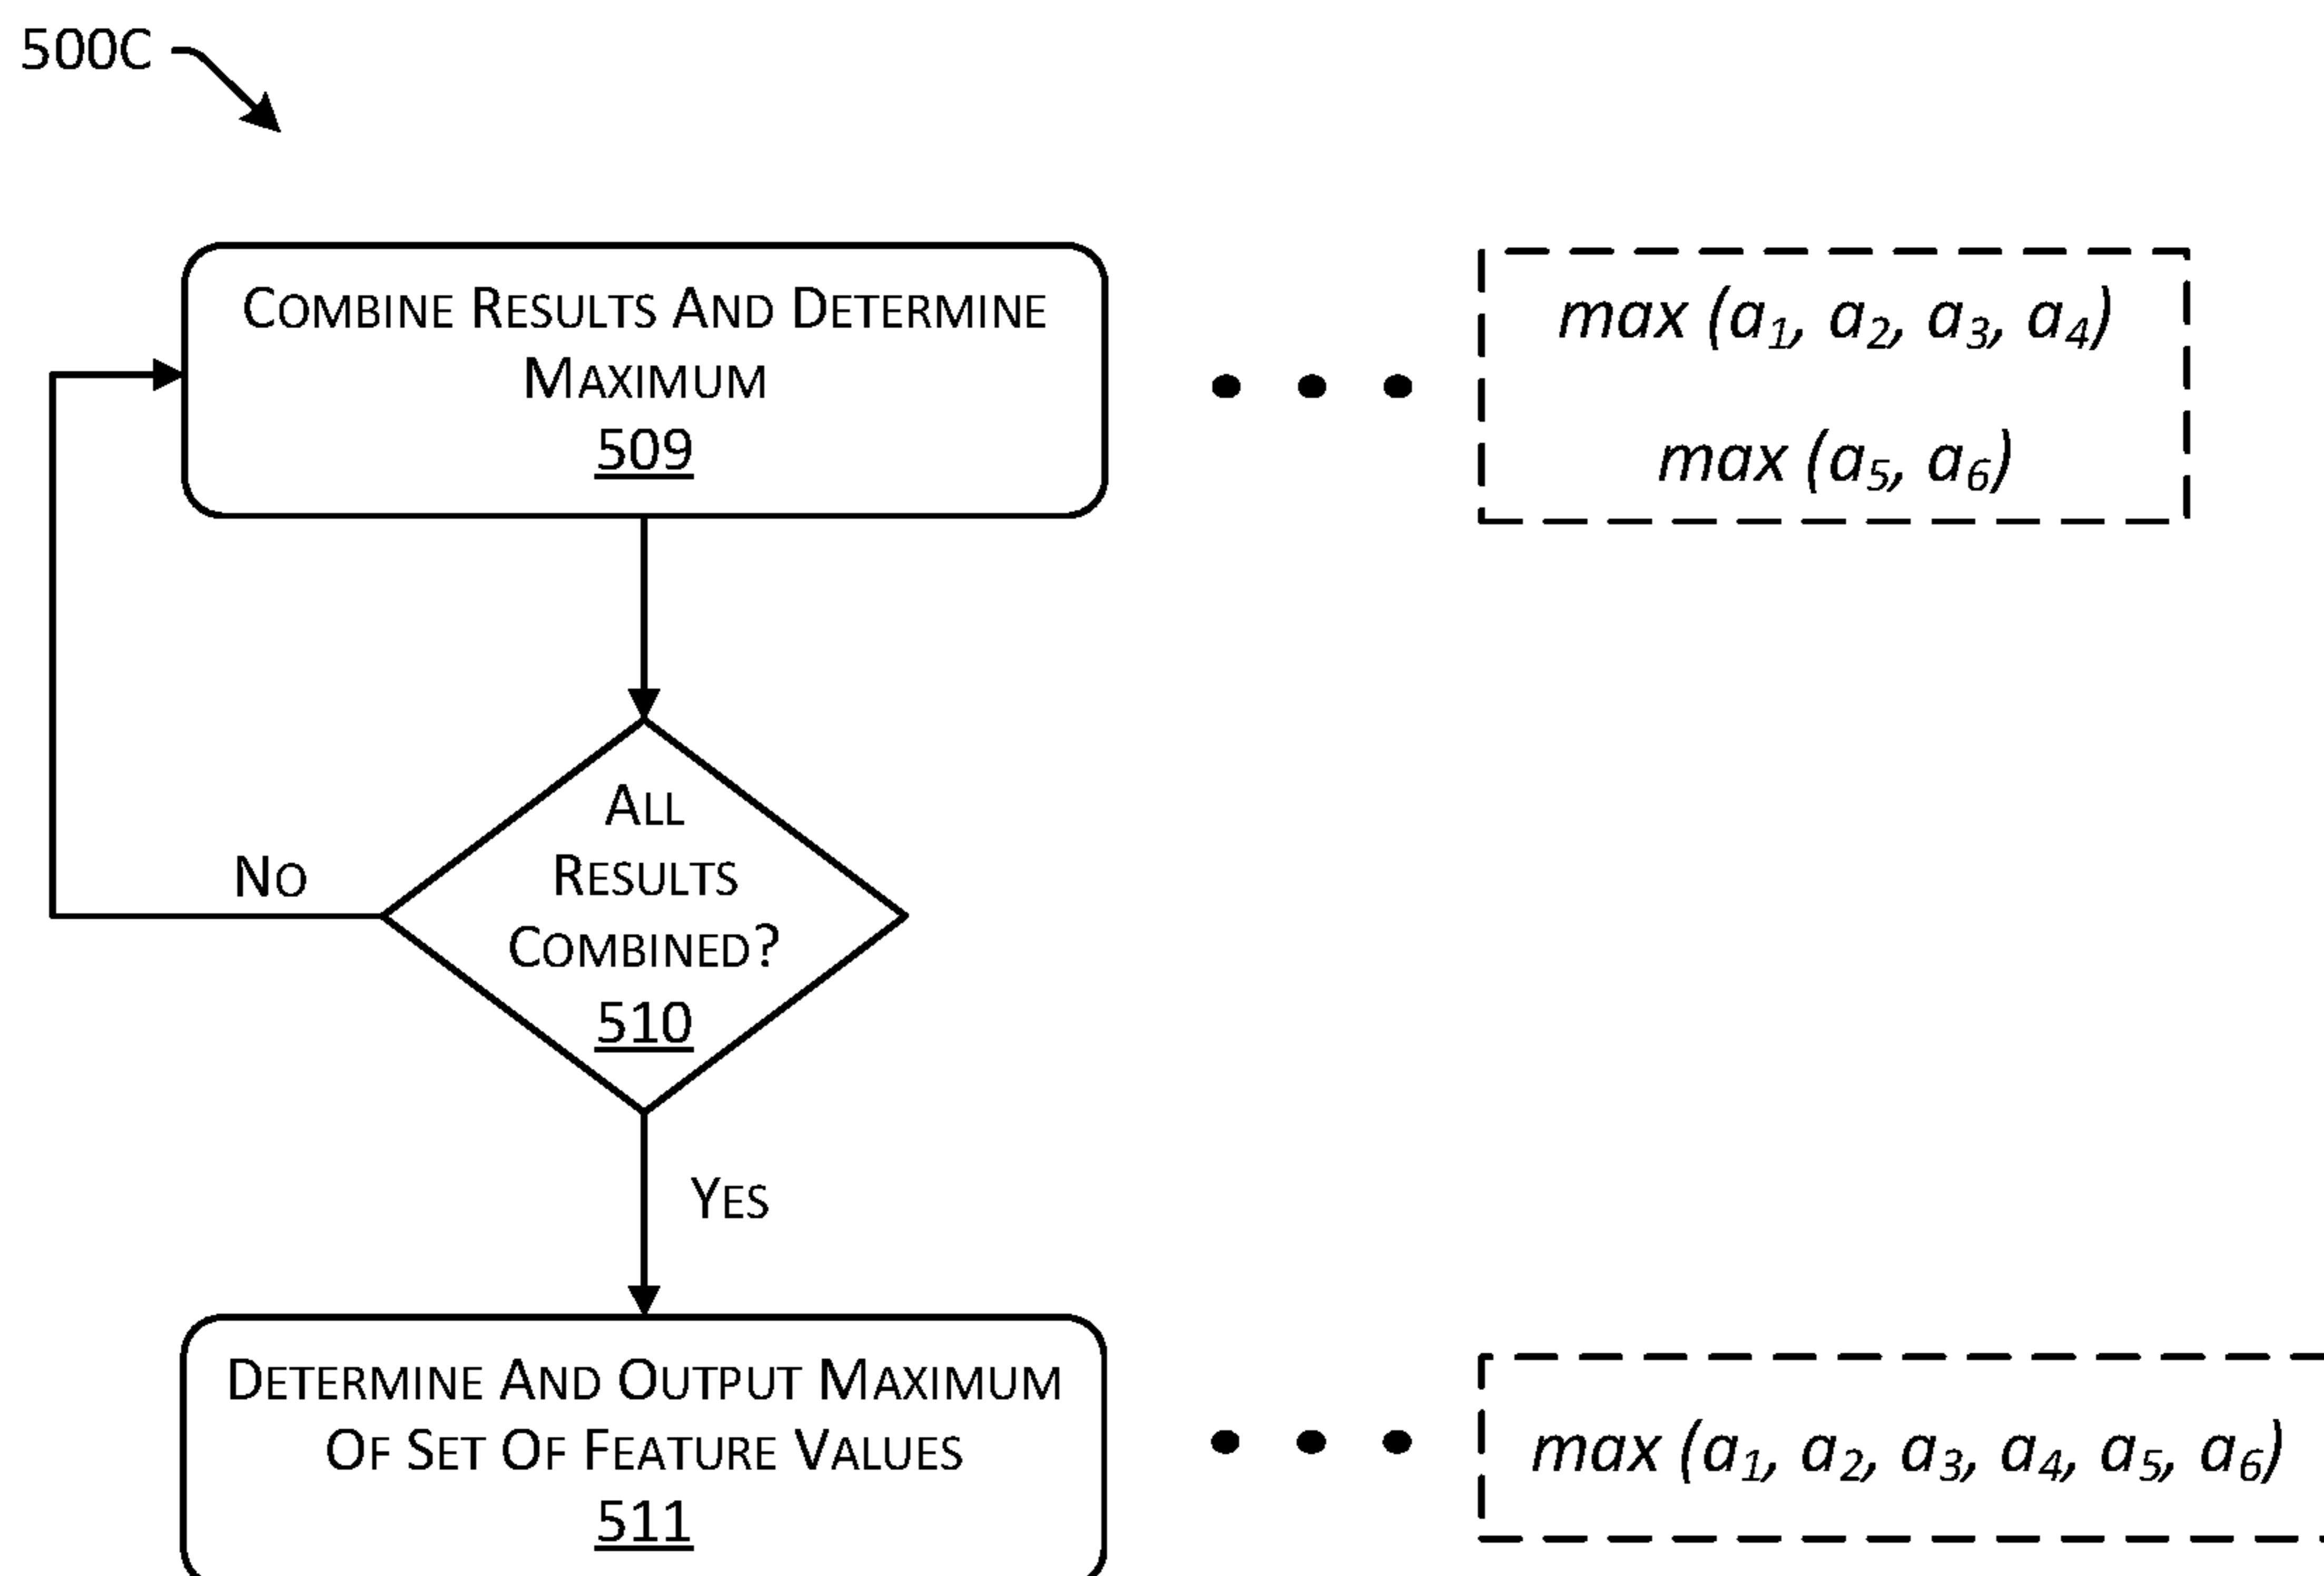 500C
Combine Results And Determine
Maximum
509
max (a₁, a₂, a₃, a₄)
max (a₅, a₆)
All
Results
Combined?
510
No
Yes
Determine And Output Maximum
Of Set Of Feature Values
511
max (a₁, a₂, a₃, a₄, a₅, a₆)